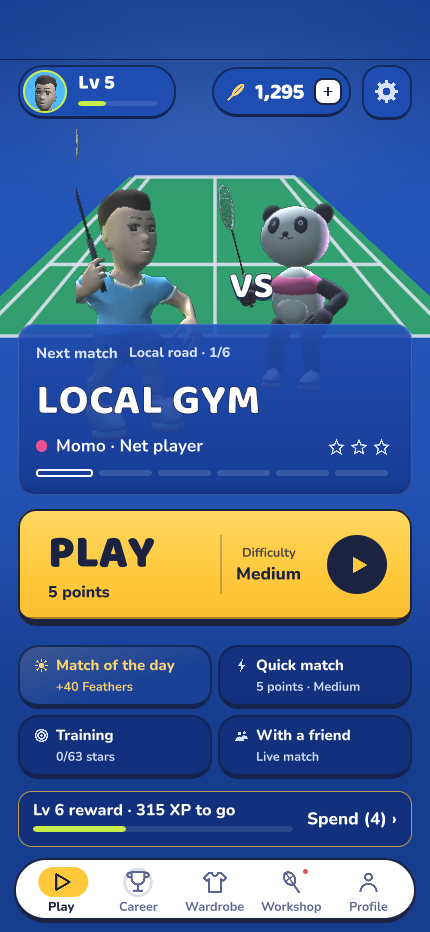 Lv 5
1,295
+
VS
Next match Local road · 1/6
LOCAL GYM
Momo · Net player
PLAY
5 points
Difficulty
Medium
Match of the day
+40 Feathers
Quick match
5 points · Medium
Training
0/63 stars
With a friend
Live match
Lv 6 reward · 315 XP to go
Spend (4) ›
Play
Career
Wardrobe
Workshop
Profile